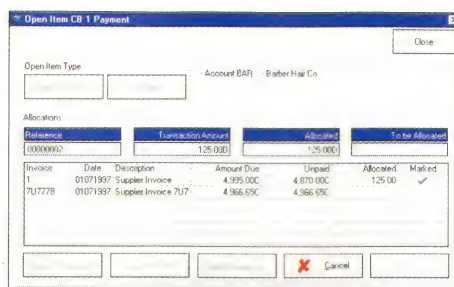 Open Item CB 1 Payment
Close
Open Item Type
Account BAR Barber Hair Co
Allocations
Reference Transaction Amount Allocated To be Allocated
00000002 125.00D 125.00D
Invoice Date Description Amount Due Unpaid Allocated Marked
1 01071997 Supplier Invoice 4,995.00C 4,870.00C 125.00 ✓
7U7778 01071997 Supplier Invoice 7U7 4,966.65C 4,966.65C
Cancel